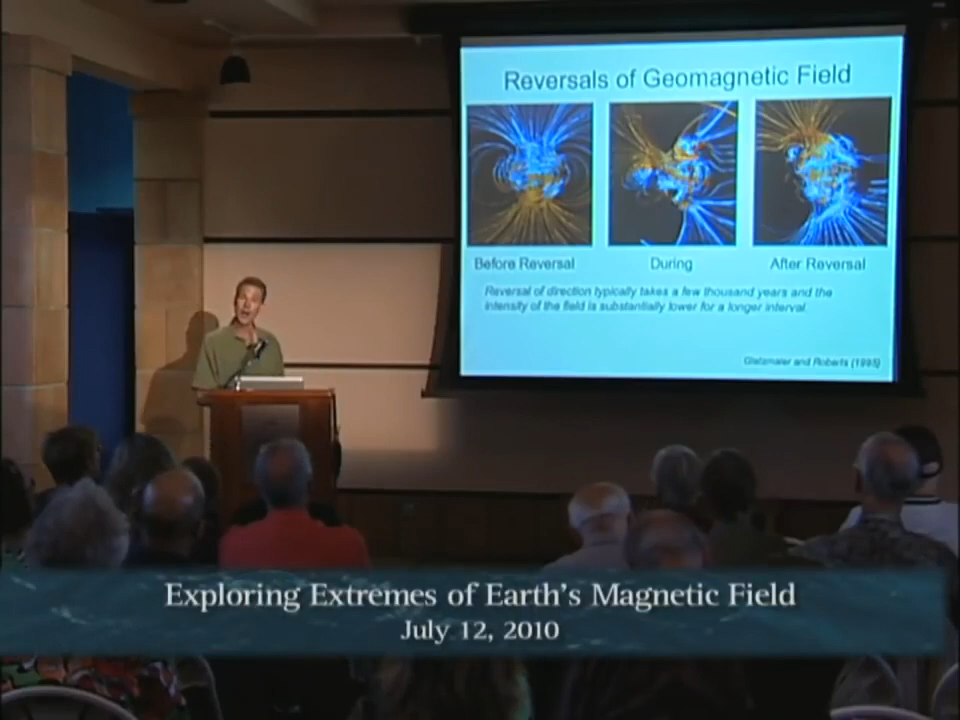 Reversals of Geomagnetic Field
Before Reversal
During
After Reversal
Reversal of direction typically takes a few thousand years and the
intensity of the field is substantially lower for a longer interval.
Glatzmaier and Roberts (1995)
Exploring Extremes of Earth's Magnetic Field
July 12, 2010